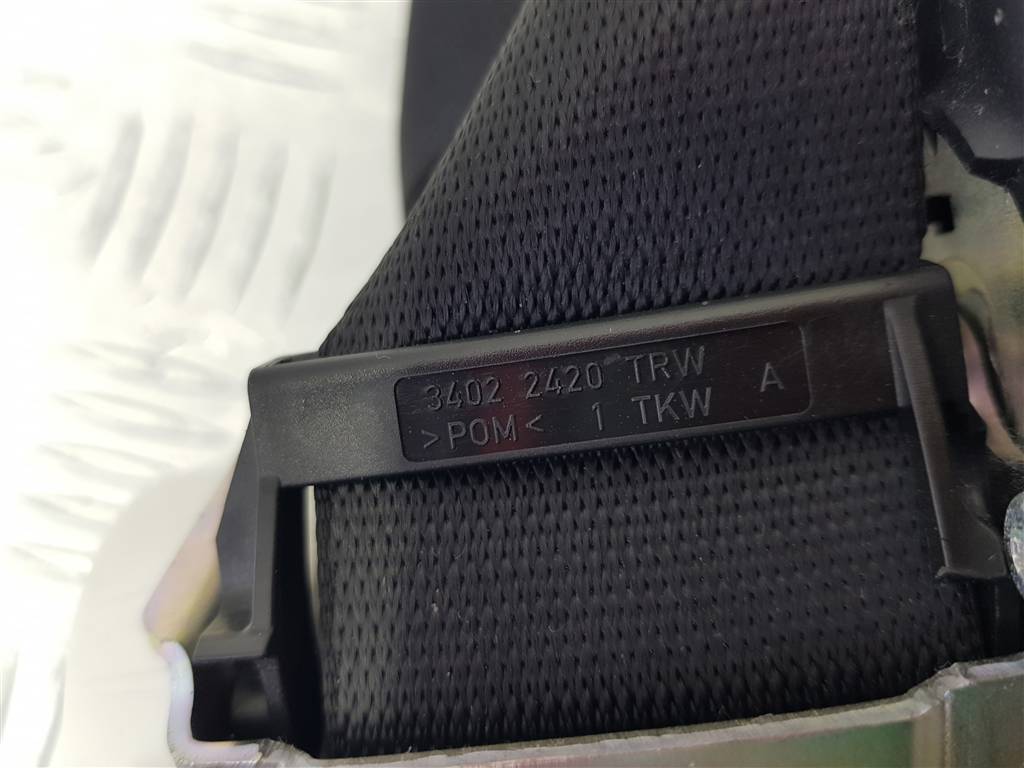 3402 2420 TRW
>POM< 1 TKW A